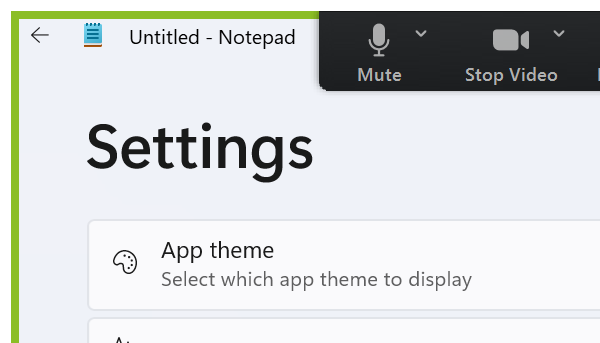 Untitled - Notepad
Mute
Stop Video
Settings
App theme
Select which app theme to display